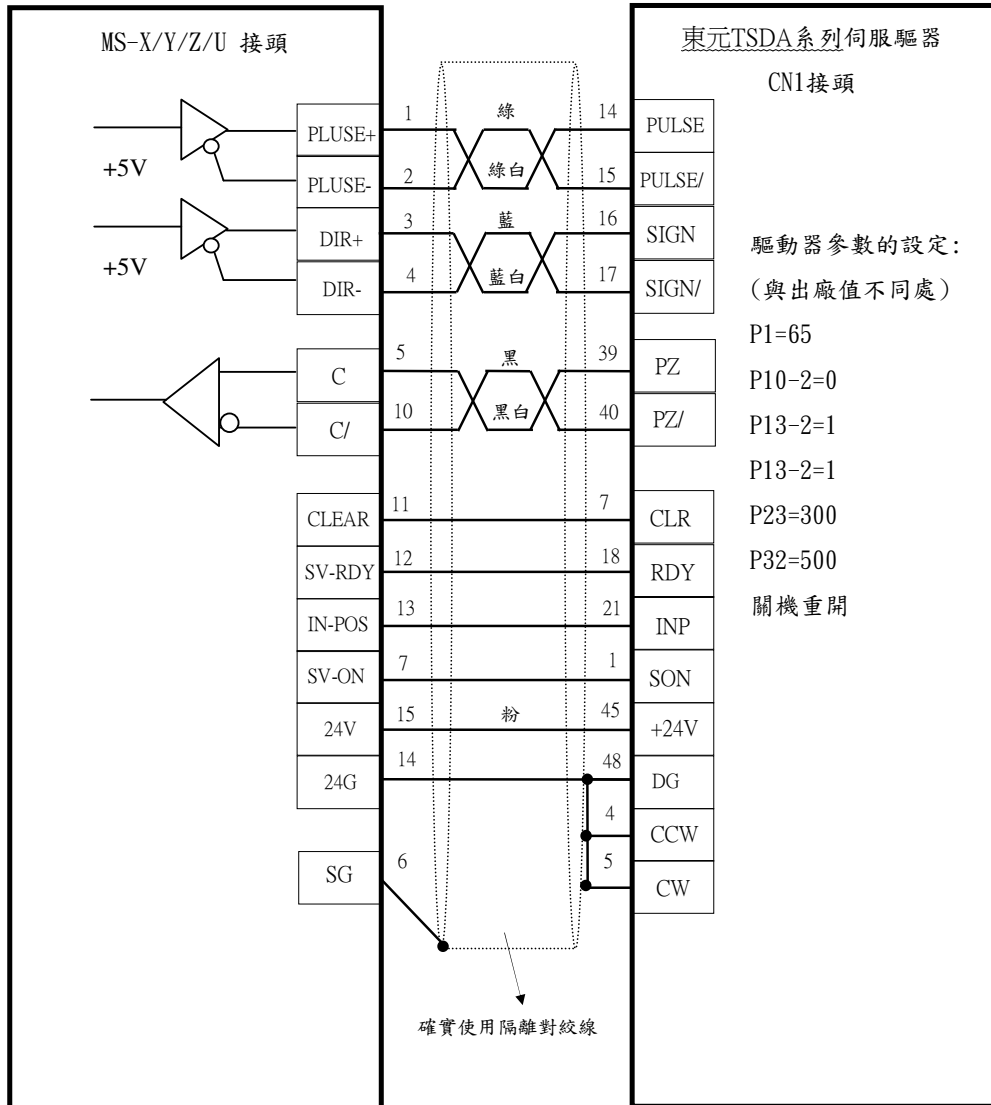 MS-X/Y/Z/U 接頭
東元TSDA系列伺服驅器
CN1接頭
PLUSE+ 1 綠 14 PULSE
+5V
PLUSE- 2 綠白 15 PULSE/
DIR+ 3 藍 16 SIGN
+5V
DIR- 4 藍白 17 SIGN/
C 5 黑 39 PZ
C/ 10 黑白 40 PZ/
CLEAR 11 7 CLR
SV-RDY 12 18 RDY
IN-POS 13 21 INP
SV-ON 7 1 SON
24V 15 粉 45 +24V
24G 14 48 DG
4 CCW
SG 6 5 CW
驅動器參數的設定:
(與出廠值不同處)
P1=65
P10-2=0
P13-2=1
P13-2=1
P23=300
P32=500
關機重開
確實使用隔離對絞線